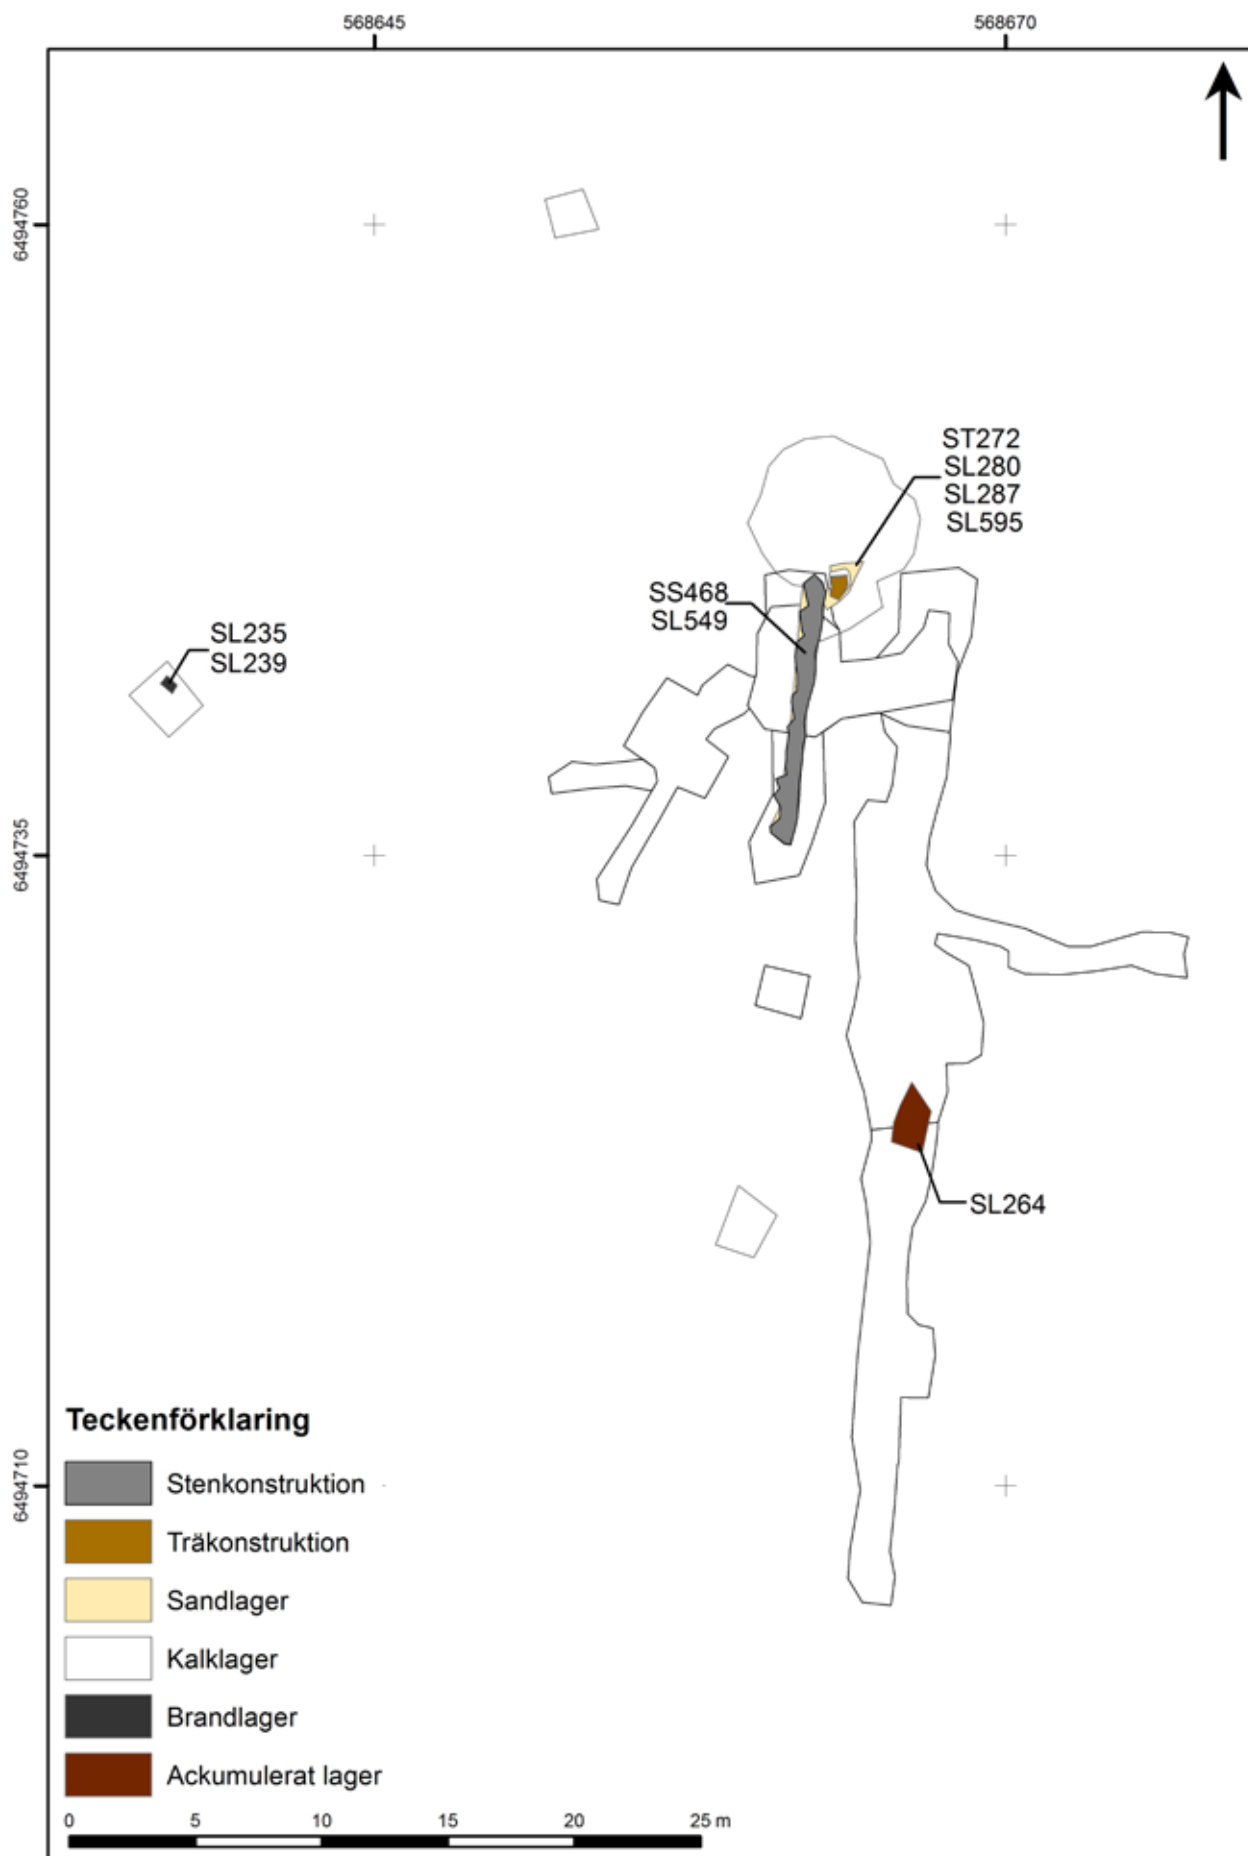 568645
568670
6494760
ST272
SL280
SL287
SL595
SS468
SL549
SL235
SL239
6494735
SL264
6494710
Teckenförklaring
Stenkonstruktion
Träkonstruktion
Sandlager
Kalklager
Brandlager
Ackumulerat lager
0 5 10 15 20 25 m